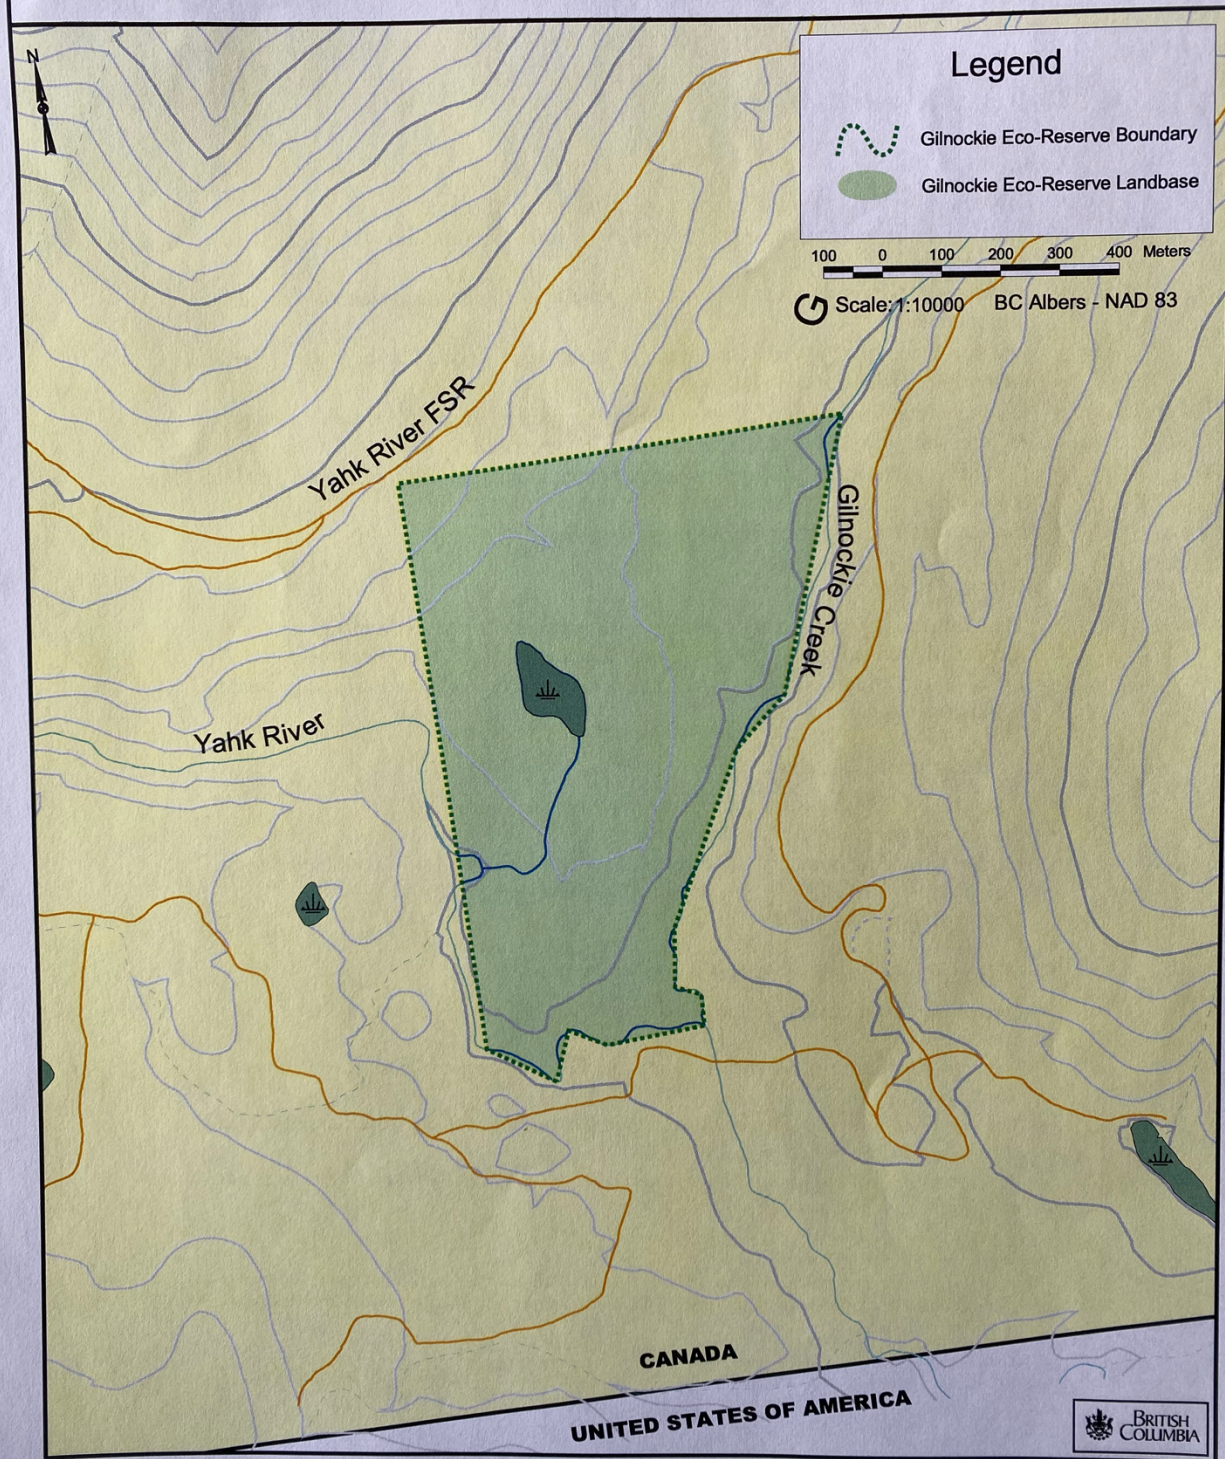 N
Legend
Gilnockie Eco-Reserve Boundary
Gilnockie Eco-Reserve Landbase
100 0 100 200 300 400 Meters
Scale: 1:10000 BC Albers - NAD 83
Yahk River FSR
Gilnockie Creek
Yahk River
CANADA
UNITED STATES OF AMERICA
BRITISH
COLUMBIA